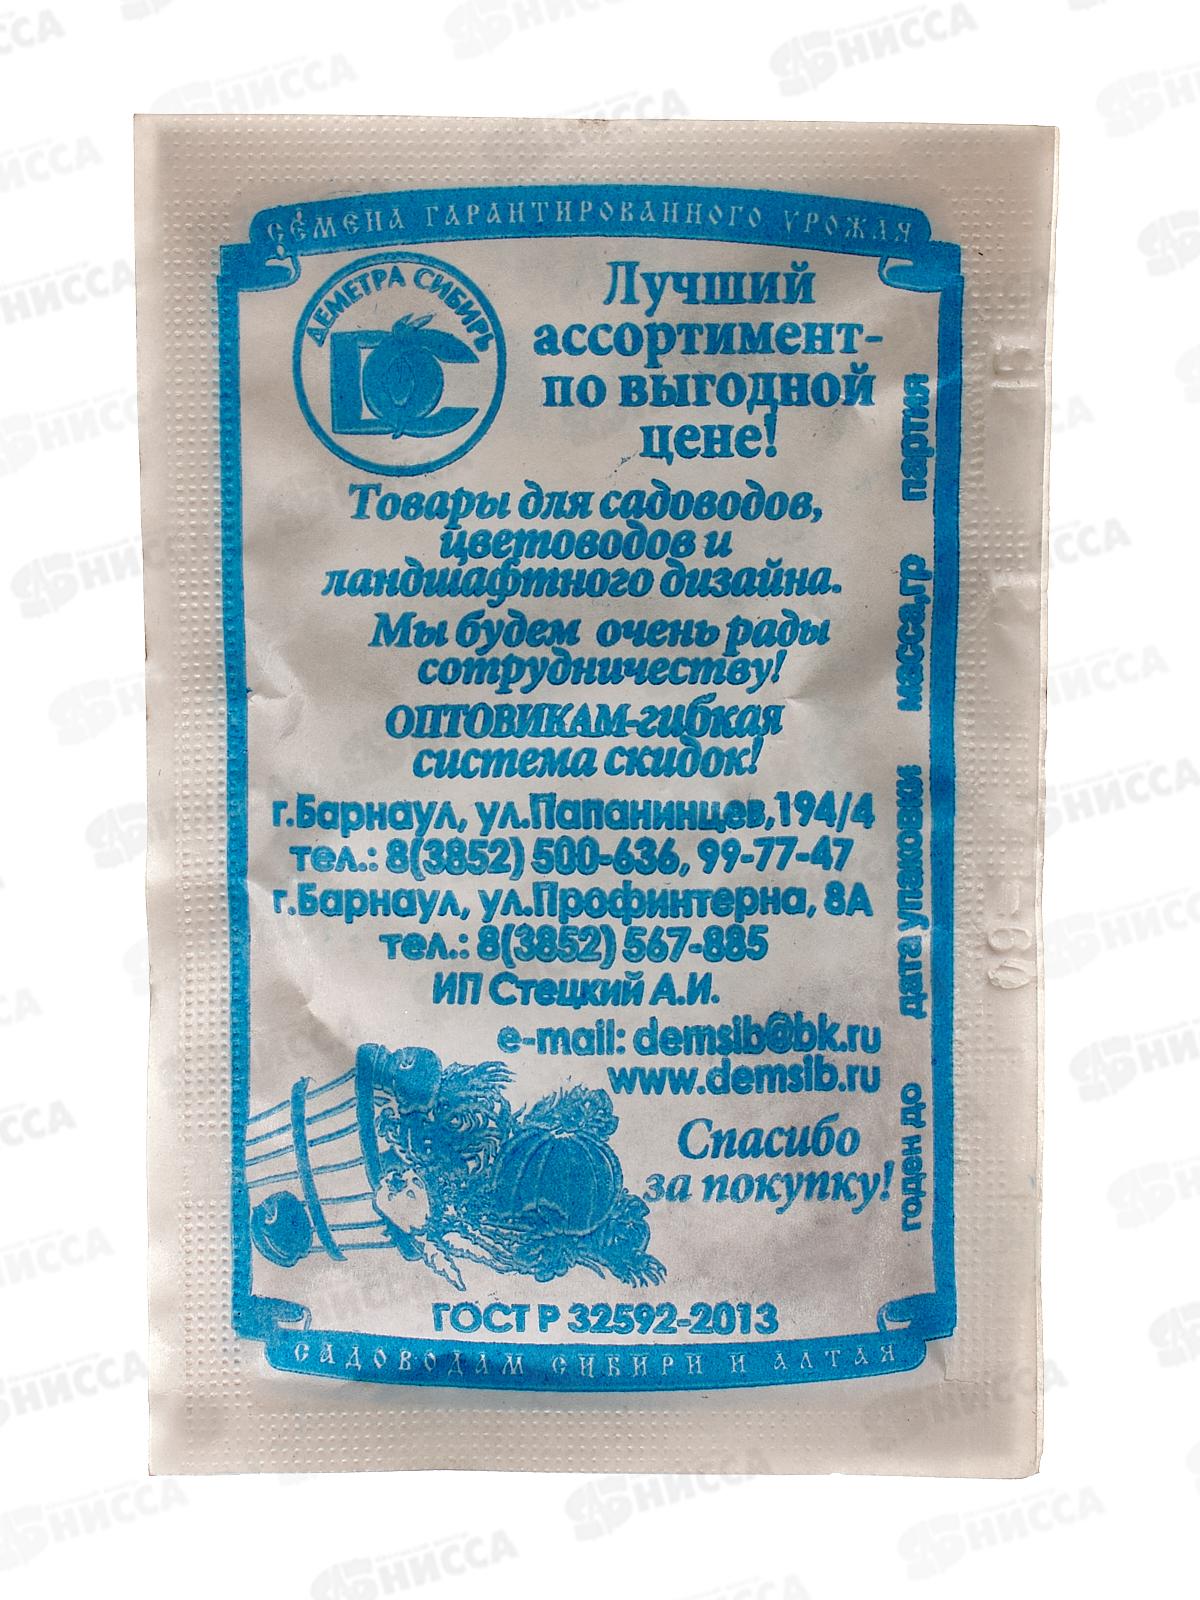 СЕМЕНА ГАРАНТИРОВАННОГО УРОЖАЯ
ДЕМЕТРА СИБИРЬ
ДС
Лучший
ассортимент-
по выгодной
цене!
Товары для садоводов,
цветоводов и
ландшафтного дизайна.
Мы будем очень рады
сотрудничеству!
ОПТОВИКАМ-гибкая
система скидок!
г.Барнаул, ул.Папанинцев,194/4
тел.: 8(3852) 500-636, 99-77-47
г.Барнаул, ул.Профинтерна, 8А
тел.: 8(3852) 567-885
ИП Стецкий А.И.
e-mail: demsib@bk.ru
www.demsib.ru
Спасибо
за покупку!
ГОСТ Р 32592-2013
САДОВОДАМ СИБИРИ И АЛТАЯ
годен до
дата упаковки
масса,гр
партия
НИССА